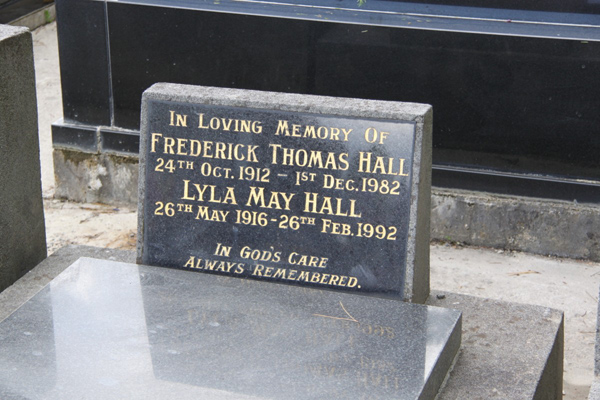 IN LOVING MEMORY OF
FREDERICK THOMAS HALL
24TH OCT. 1912 - 1ST DEC. 1982
LYLA MAY HALL
26TH MAY 1916 - 26TH FEB. 1992
IN GOD'S CARE
ALWAYS REMEMBERED.